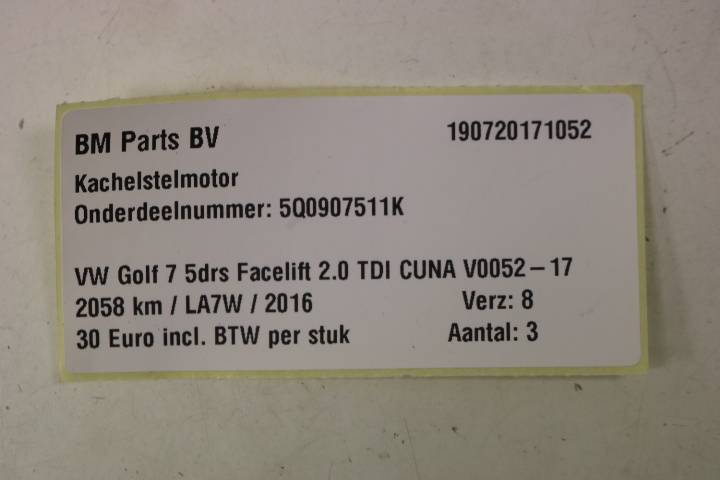 BM Parts BV 190720171052
Kachelstelmotor
Onderdeelnummer: 5Q0907511K
VW Golf 7 5drs Facelift 2.0 TDI CUNA V0052-17
2058 km / LA7W / 2016 Verz: 8
30 Euro incl. BTW per stuk Aantal: 3